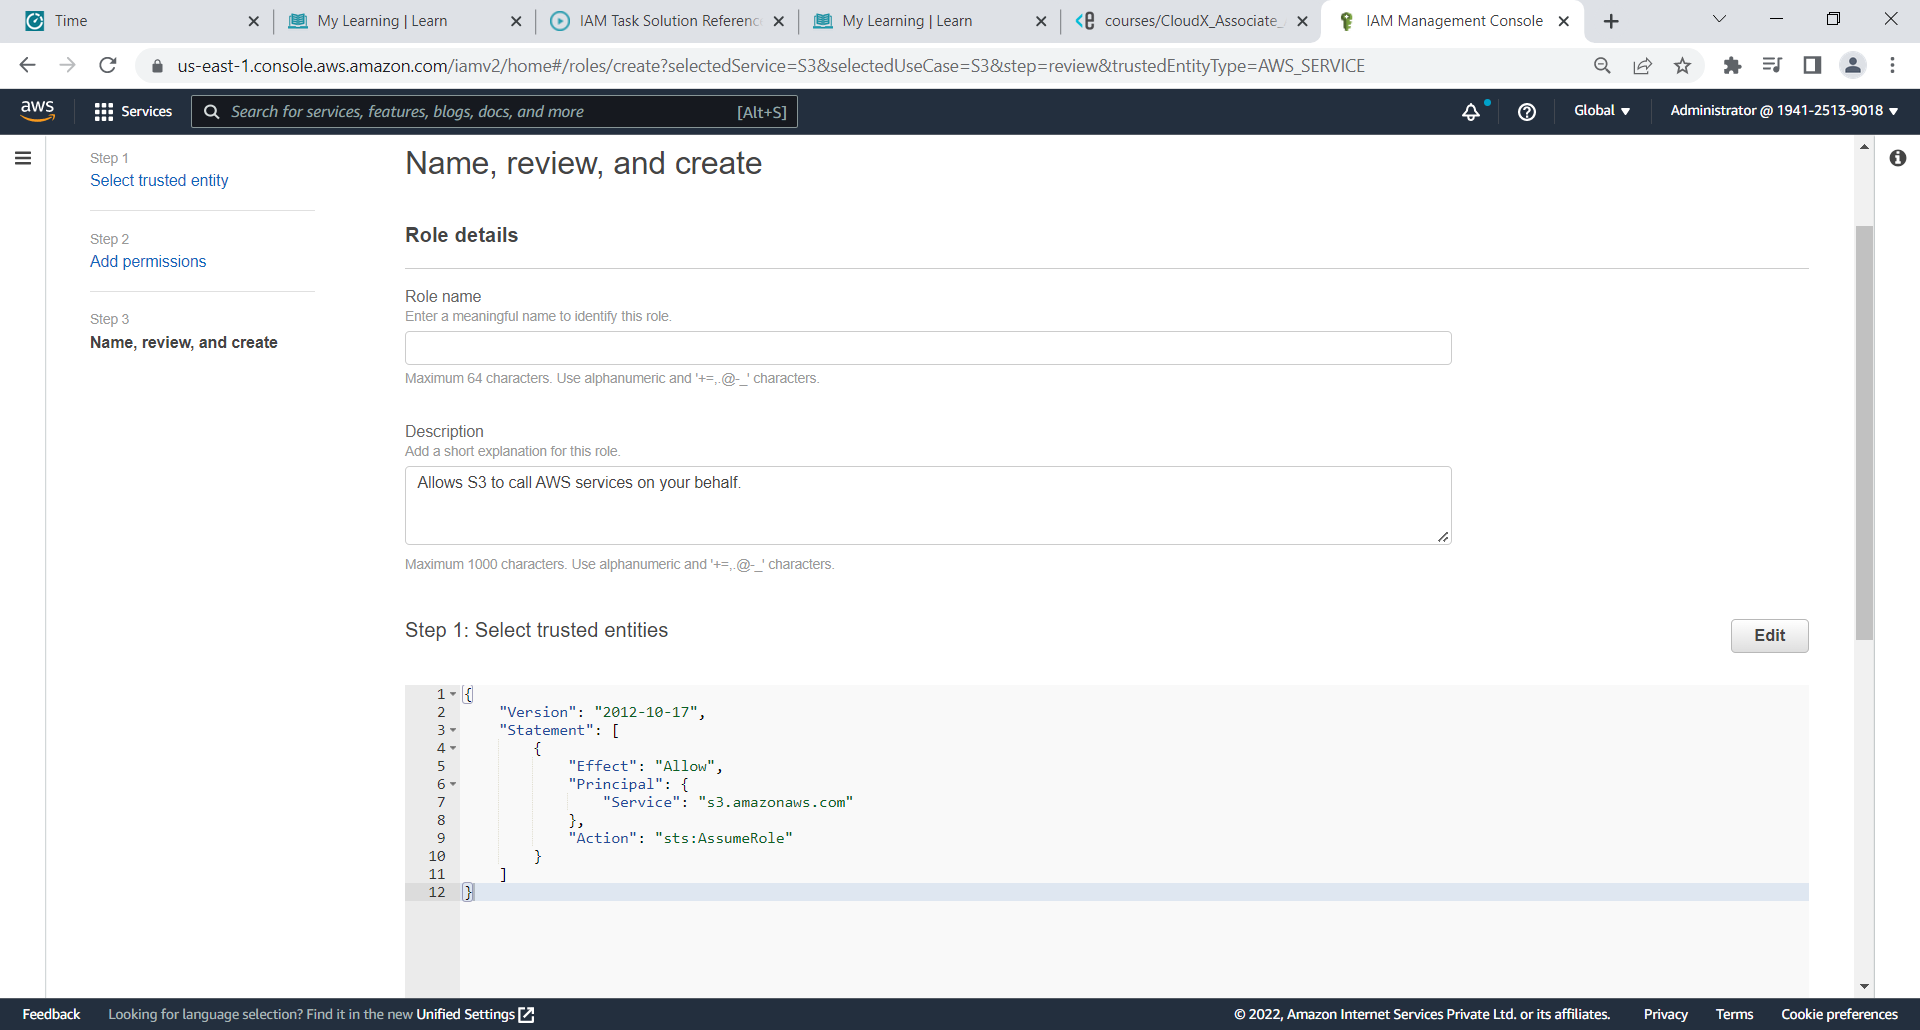 Time
My Learning | Learn
IAM Task Solution Referenc
My Learning | Learn
courses/CloudX_Associate_
IAM Management Console
us-east-1.console.aws.amazon.com/iamv2/home#/roles/create?selectedService=S3&selectedUseCase=S3&step=review&trustedEntityType=AWS_SERVICE
aws
Services
Search for services, features, blogs, docs, and more
[Alt+S]
Global
Administrator @ 1941-2513-9018
Step 1
Select trusted entity
Step 2
Add permissions
Step 3
Name, review, and create
Name, review, and create
Role details
Role name
Enter a meaningful name to identify this role.
Maximum 64 characters. Use alphanumeric and '+=,.@-_' characters.
Description
Add a short explanation for this role.
Allows S3 to call AWS services on your behalf.
Maximum 1000 characters. Use alphanumeric and '+=,.@-_' characters.
Step 1: Select trusted entities
Edit
1 {
2 "Version": "2012-10-17",
3 "Statement": [
4 {
5 "Effect": "Allow",
6 "Principal": {
7 "Service": "s3.amazonaws.com"
8 },
9 "Action": "sts:AssumeRole"
10 }
11 ]
12 }
Feedback
Looking for language selection? Find it in the new Unified Settings
© 2022, Amazon Internet Services Private Ltd. or its affiliates.
Privacy
Terms
Cookie preferences